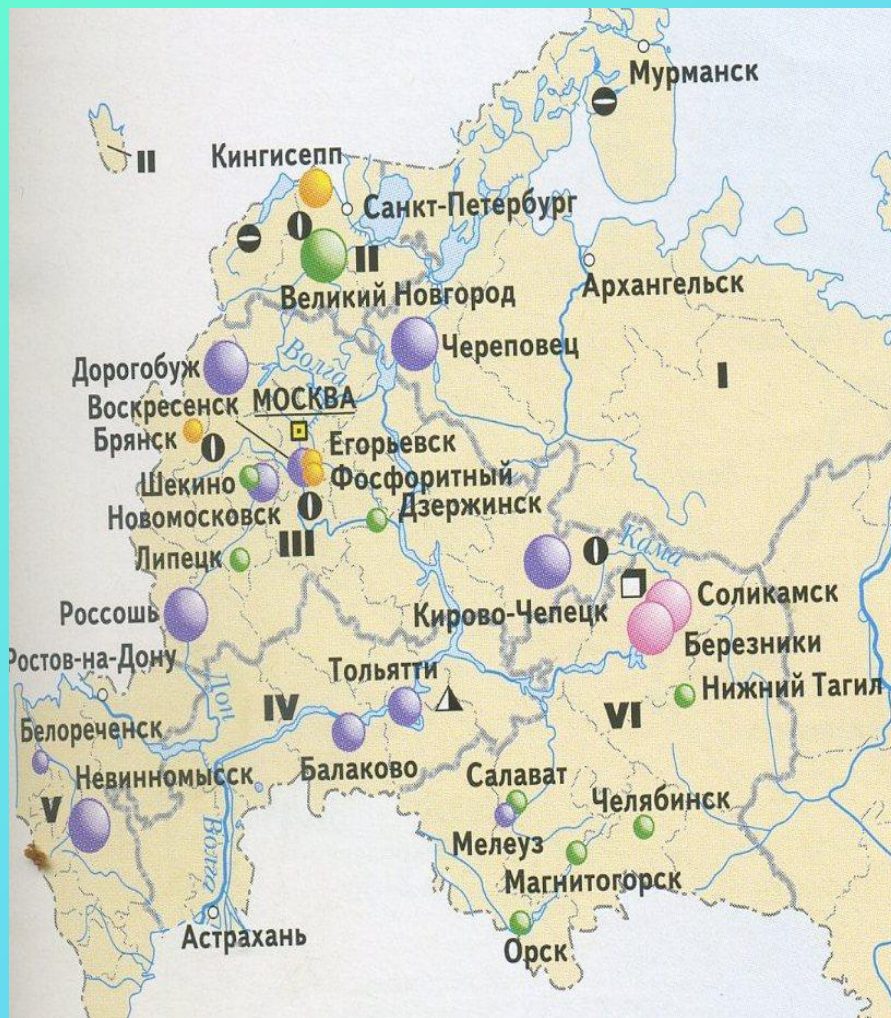 Мурманск
II
Кингисепп
Санкт-Петербург
II
Великий Новгород
Архангельск
Череповец
I
Волга
Дорогобуж
Воскресенск
МОСКВА
Брянск
Егорьевск
Фосфоритный
Шекино
Новомосковск
Дзержинск
III
Липецк
Кама
Кирово-Чепецк
Соликамск
Березники
Россошь
Ростов-на-Дону
Тольятти
Нижний Тагил
Дон
IV
VI
Белореченск
Балаково
Невинномысск
Салават
Челябинск
V
Мелеуз
Магнитогорск
Волга
Астрахань
Орск